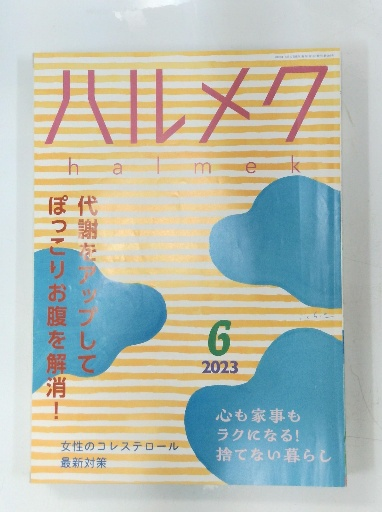 ハルメク
halmek
代謝をアップして
ぽっこりお腹を解消!
6
2023
心も家事も
ラクになる!
捨てない暮らし
女性のコレステロール
最新対策